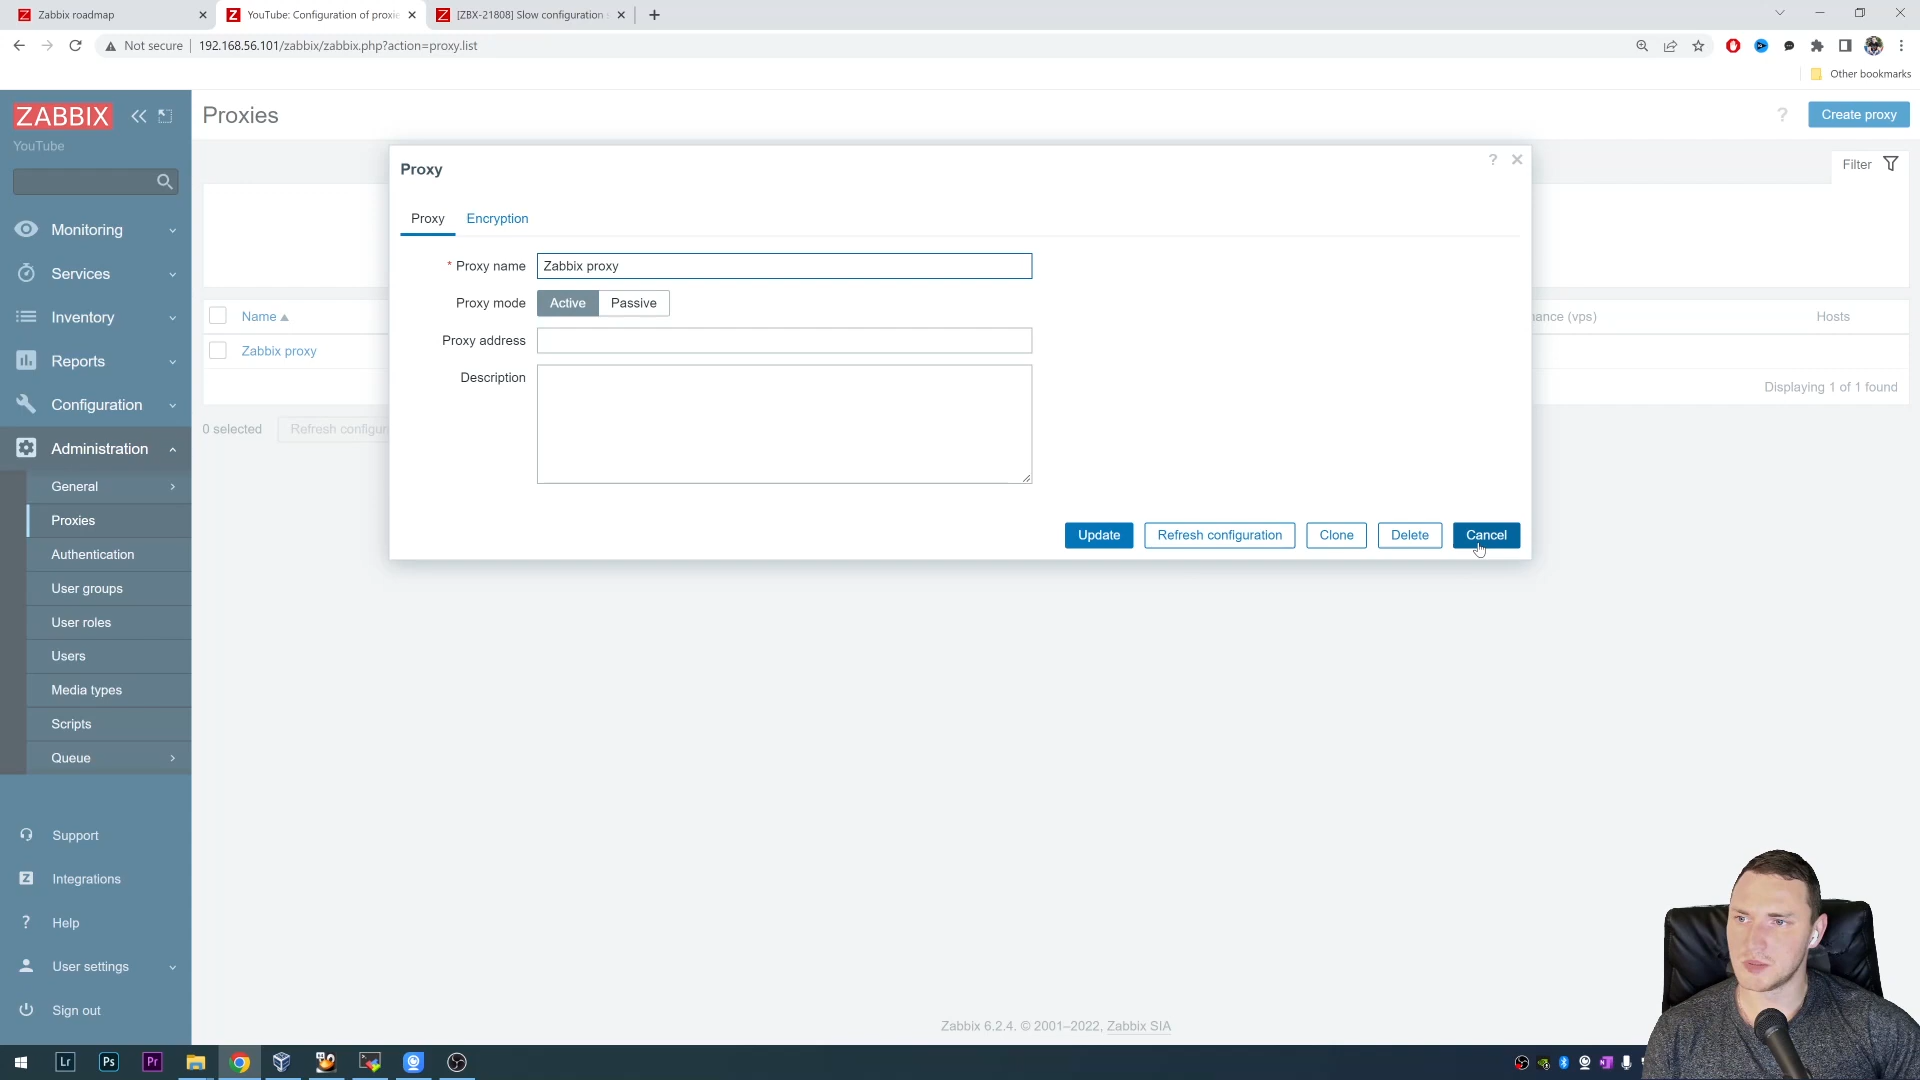 Zabbix roadmap
YouTube: Configuration of proxie
[ZBX-21808] Slow configuration
Not secure
192.168.56.101/zabbix/zabbix.php?action=proxy.list
Other bookmarks
ZABBIX
YouTube
Monitoring
Services
Inventory
Reports
Configuration
Administration
General
Proxies
Authentication
User groups
User roles
Users
Media types
Scripts
Queue
Support
Integrations
Help
User settings
Sign out
Proxies
?
Create proxy
Filter
Name
Zabbix proxy
0 selected
Refresh configur
ance (vps)
Hosts
Displaying 1 of 1 found
Proxy
?
Proxy
Encryption
* Proxy name
Zabbix proxy
Proxy mode
Active
Passive
Proxy address
Description
Update
Refresh configuration
Clone
Delete
Cancel
Zabbix 6.2.4. © 2001–2022, Zabbix SIA
Lr
Ps
Pr